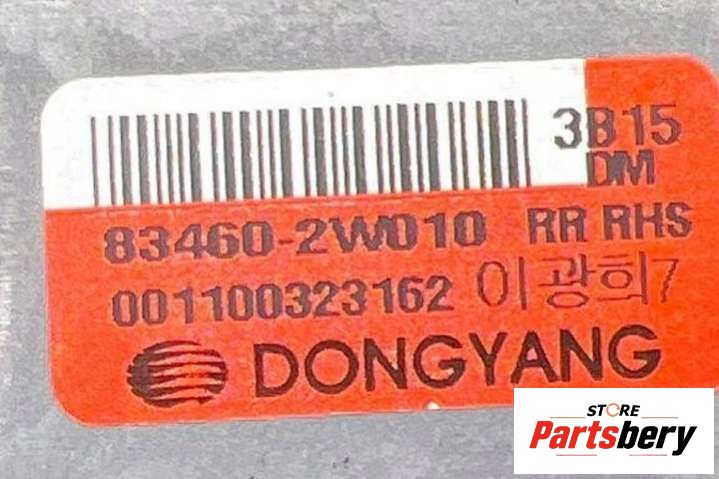 3B15
DM
83460-2W010 RR RHS
001100323162 이광희7
DONGYANG
STORE
Partsbery